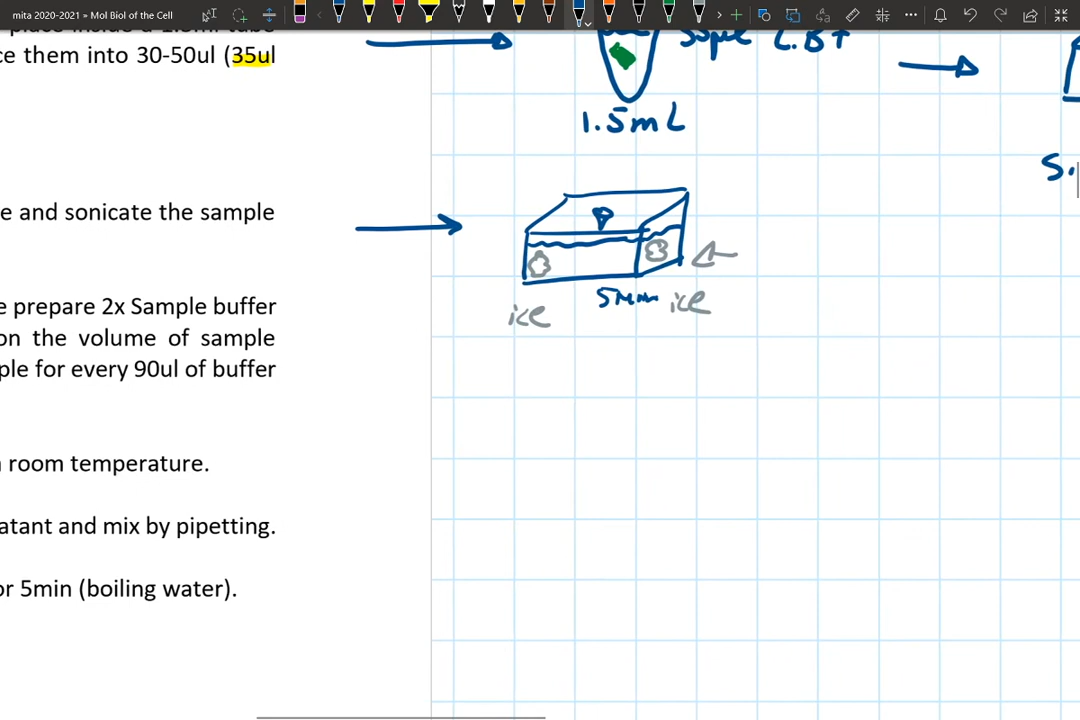 mita 2020-2021 » Mol Biol of the Cell
ce them into 30-50ul (35ul
50µl L.B +
1.5mL
S.
e and sonicate the sample
5min
ice
ice
e prepare 2x Sample buffer
on the volume of sample
ple for every 90ul of buffer
room temperature.
atant and mix by pipetting.
or 5min (boiling water).